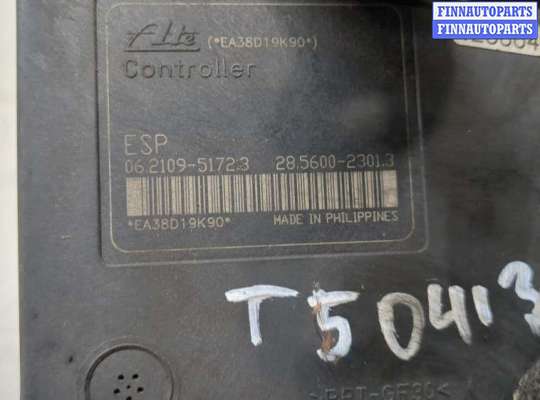 FINNAUTOPARTS
FINNAUTOPARTS
Ate (*EA38D19K90*)
Controller
ESP
06.2109-5172.3 28.5600-2301.3
*EA38D19K90* MADE IN PHILIPPINES
T50413
>PBT-GF30<